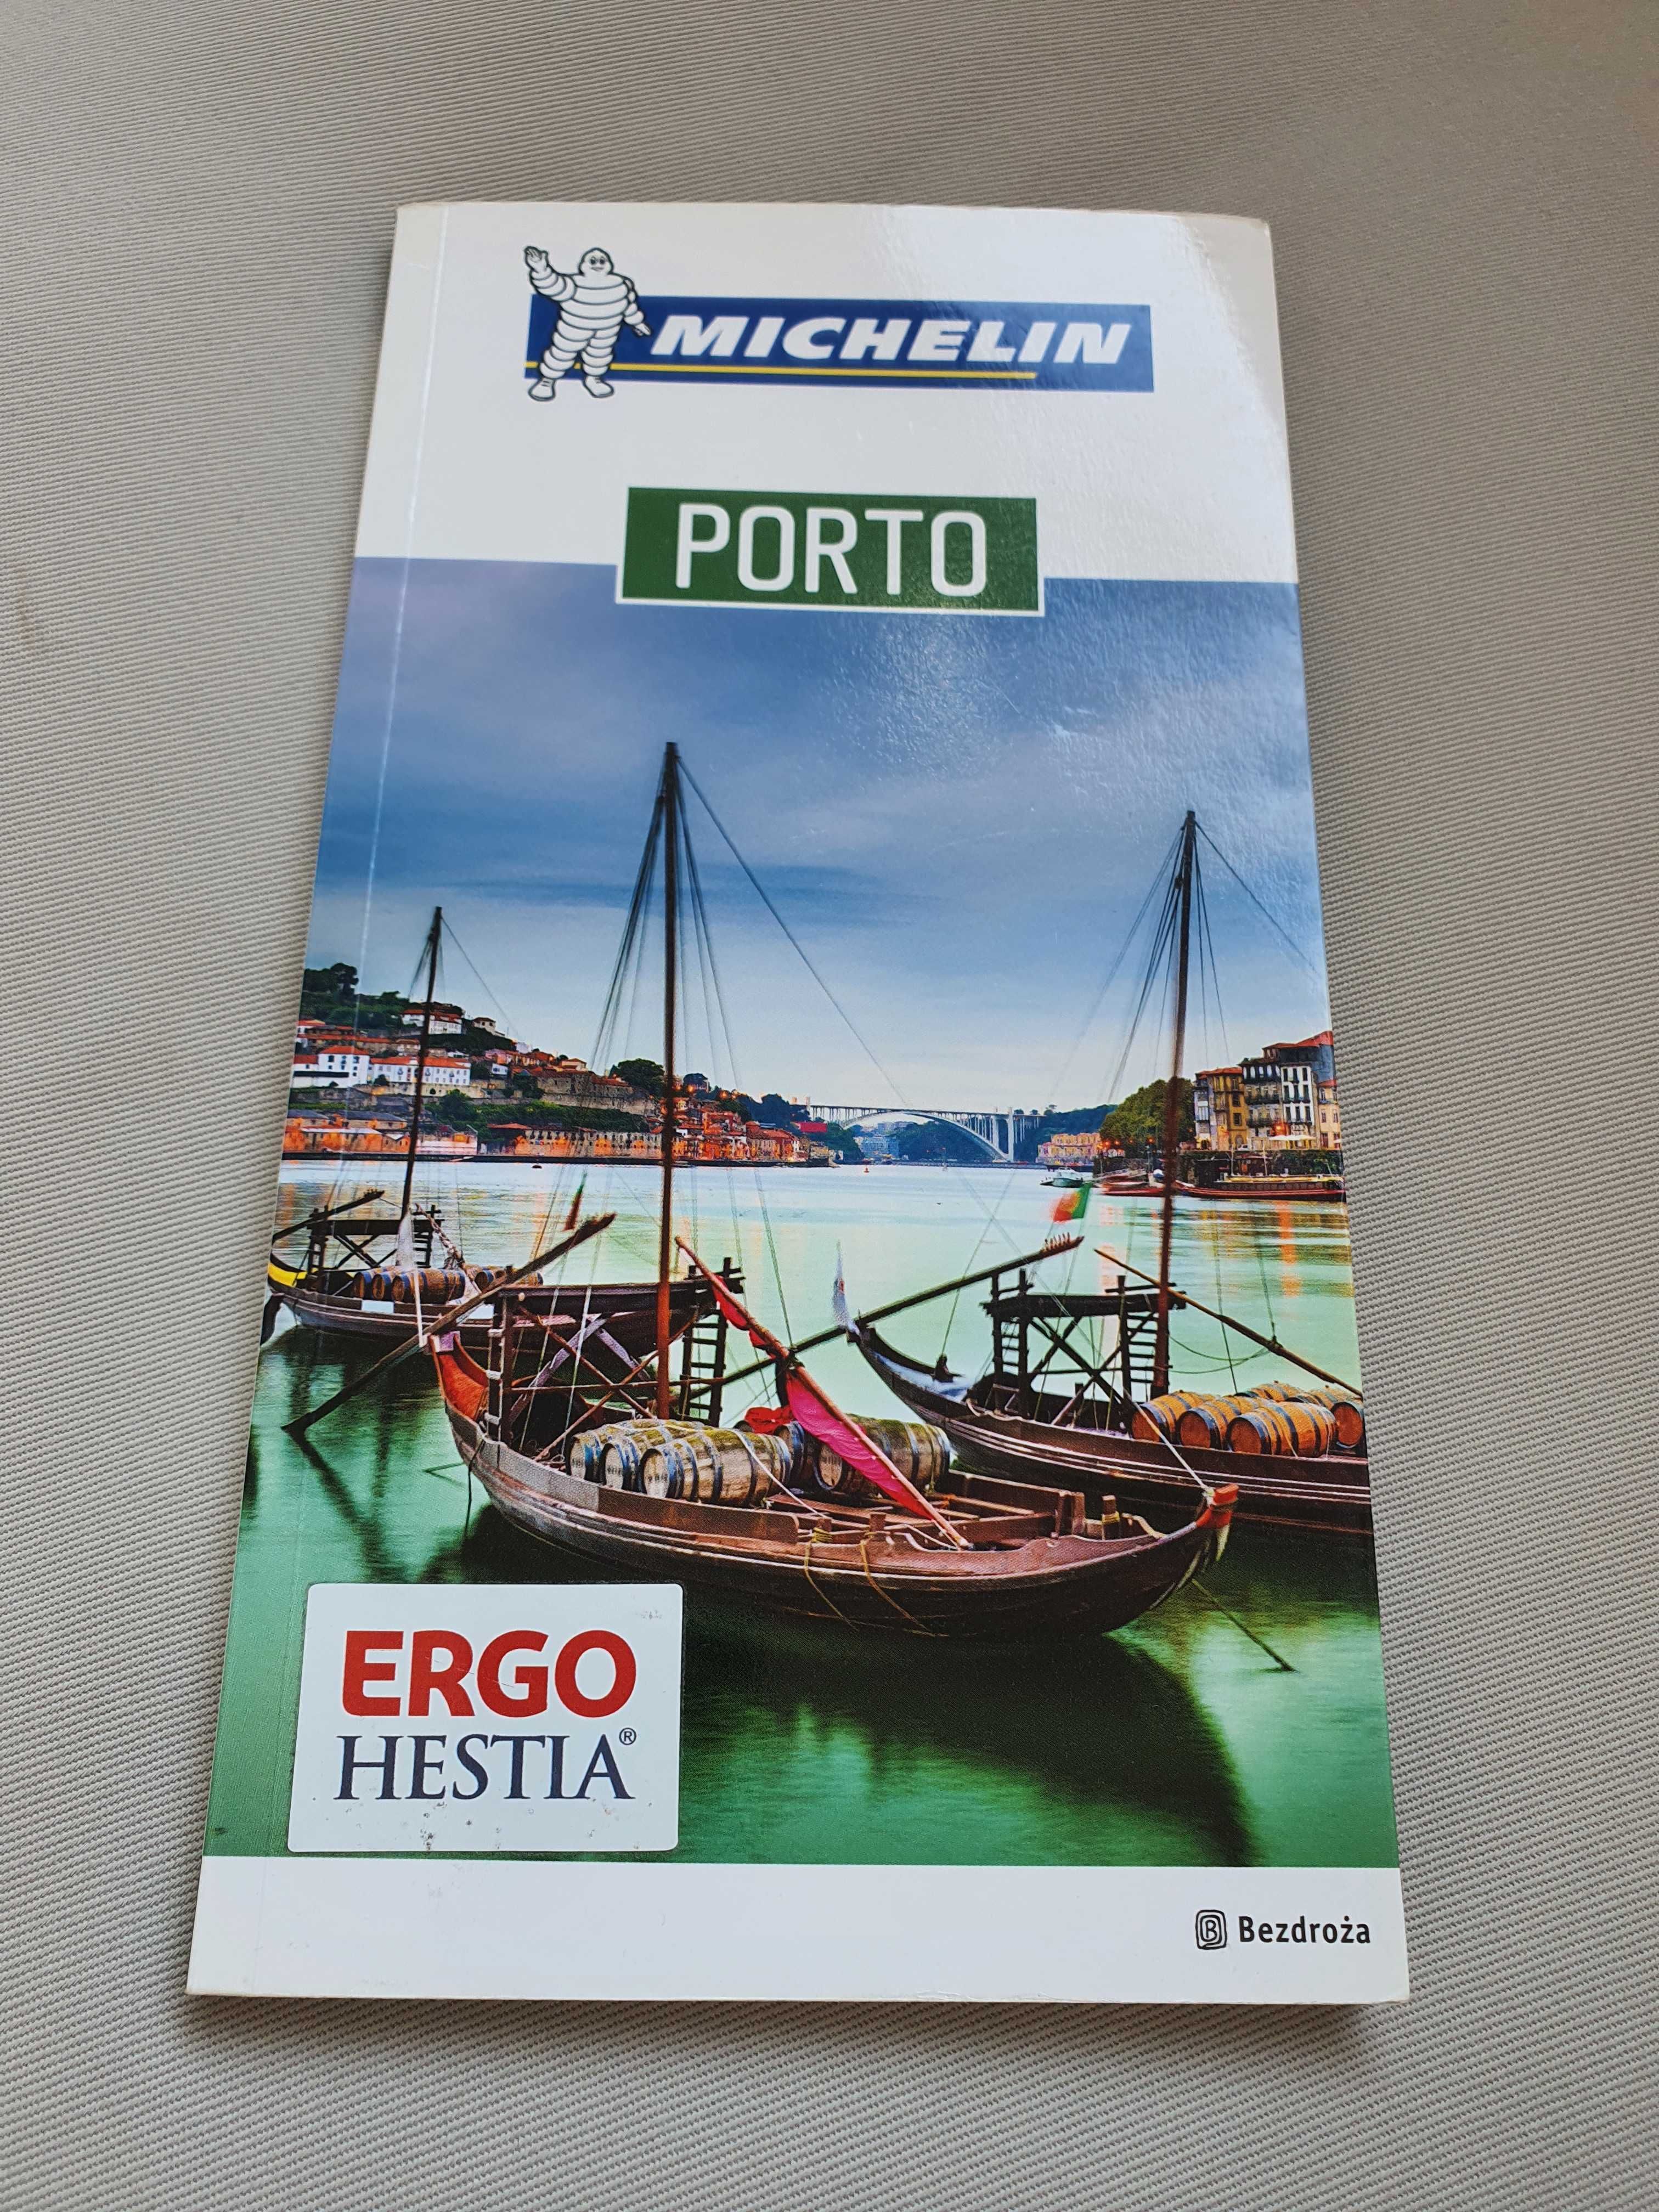 MICHELIN
PORTO
ERGO
HESTIA®
B Bezdroża